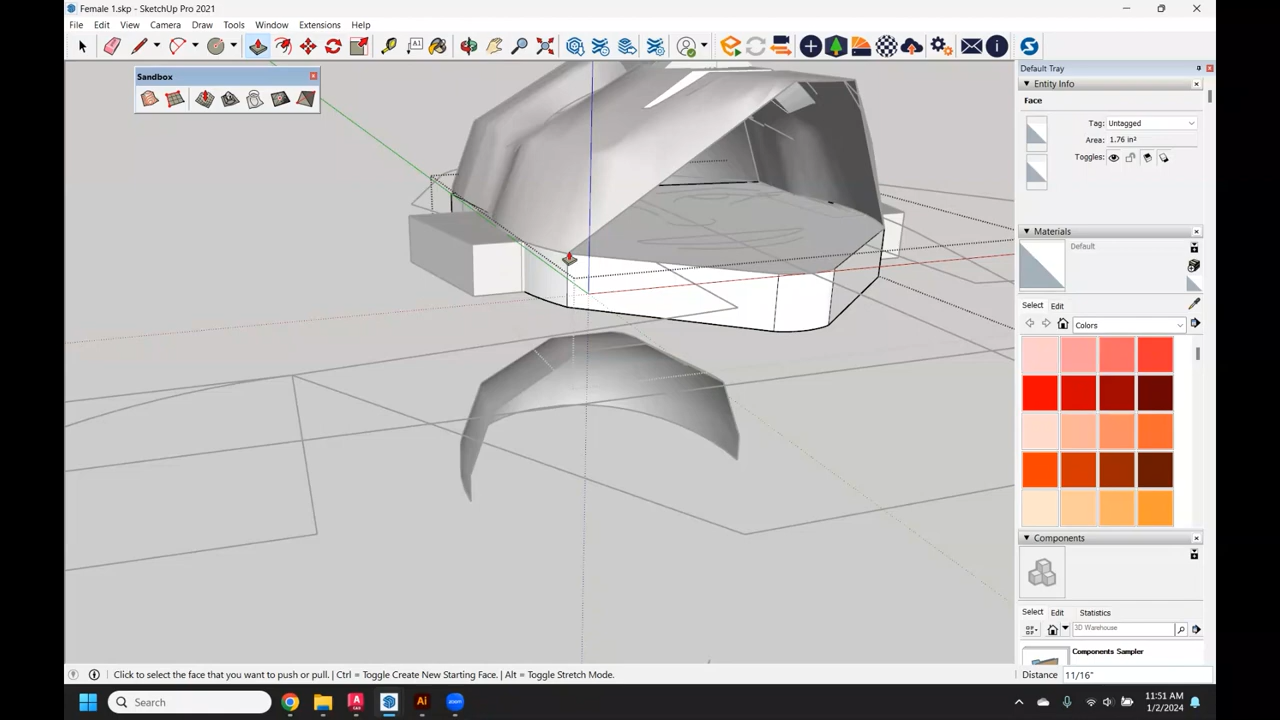 Female 1.skp - SketchUp Pro 2021
File Edit View Camera Draw Tools Window Extensions Help
Sandbox
Default Tray
Entity Info
Face
Tag: Untagged
Area: 1.76 in²
Toggles:
Materials
Default
Select Edit
Colors
Components
Select Edit Statistics
3D Warehouse
Components Sampler
Click to select the face that you want to push or pull. | Ctrl = Toggle Create New Starting Face. | Alt = Toggle Stretch Mode.
Distance 11/16"
Search
Ai
11:51 AM
1/2/2024